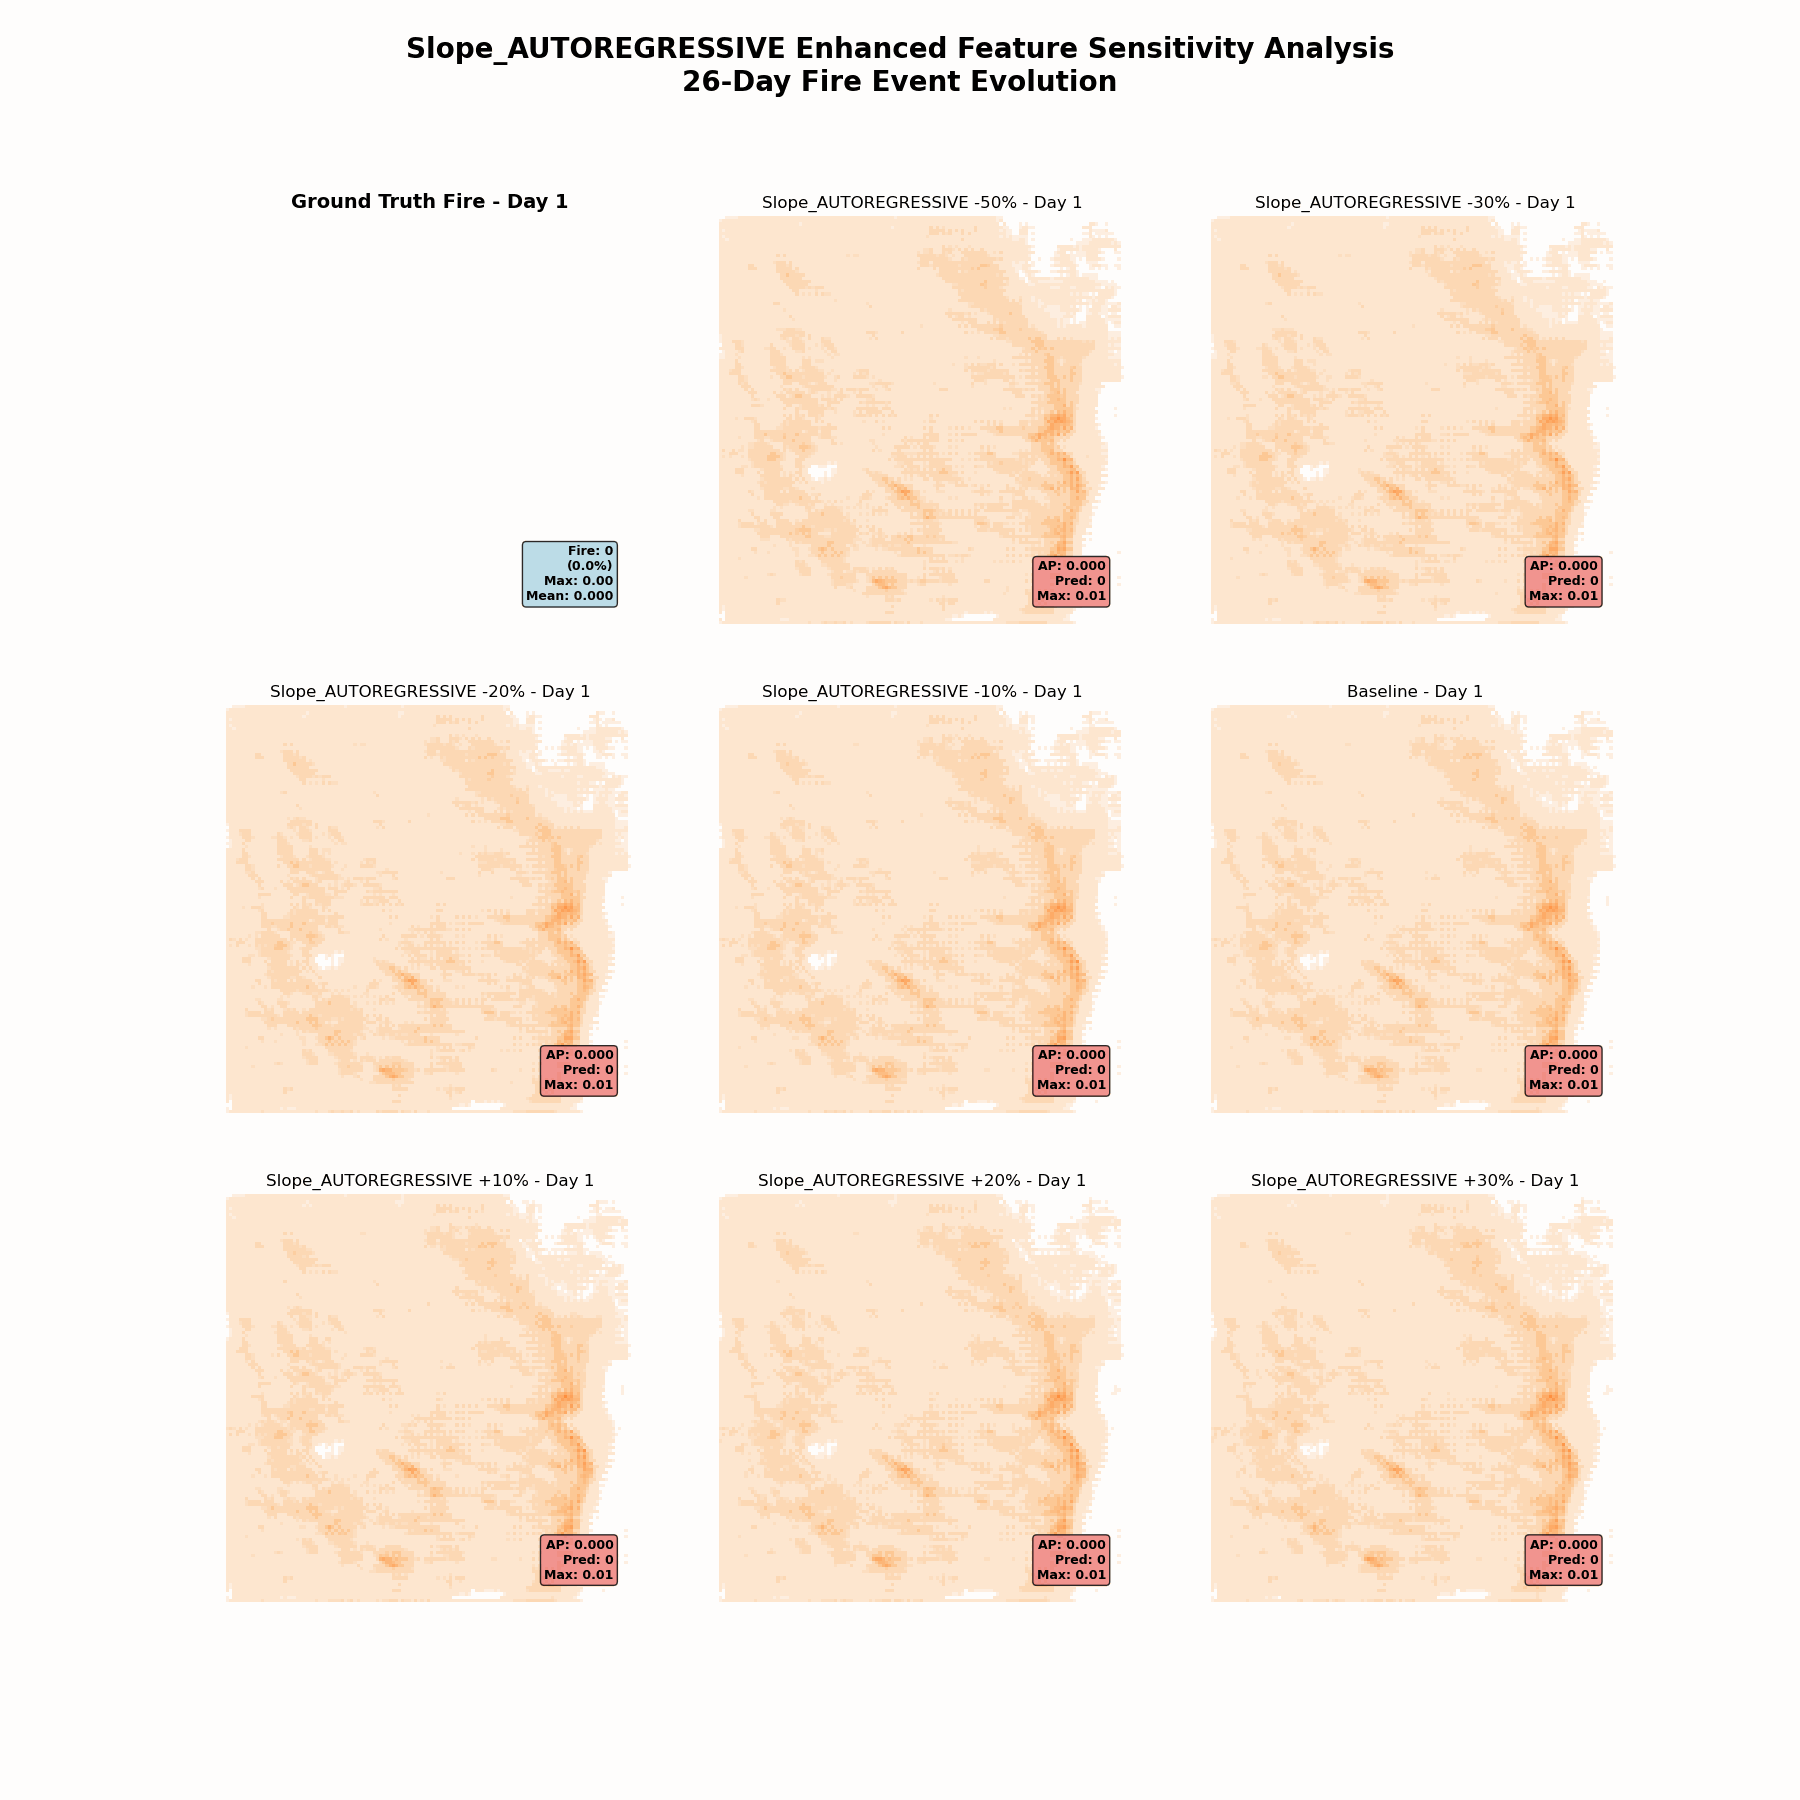 Slope_AUTOREGRESSIVE Enhanced Feature Sensitivity Analysis
26-Day Fire Event Evolution
Ground Truth Fire - Day 1
Fire: 0
(0.0%)
Max: 0.00
Mean: 0.000
Slope_AUTOREGRESSIVE -50% - Day 1
AP: 0.000
Pred: 0
Max: 0.01
Slope_AUTOREGRESSIVE -30% - Day 1
AP: 0.000
Pred: 0
Max: 0.01
Slope_AUTOREGRESSIVE -20% - Day 1
AP: 0.000
Pred: 0
Max: 0.01
Slope_AUTOREGRESSIVE -10% - Day 1
AP: 0.000
Pred: 0
Max: 0.01
Baseline - Day 1
AP: 0.000
Pred: 0
Max: 0.01
Slope_AUTOREGRESSIVE +10% - Day 1
AP: 0.000
Pred: 0
Max: 0.01
Slope_AUTOREGRESSIVE +20% - Day 1
AP: 0.000
Pred: 0
Max: 0.01
Slope_AUTOREGRESSIVE +30% - Day 1
AP: 0.000
Pred: 0
Max: 0.01